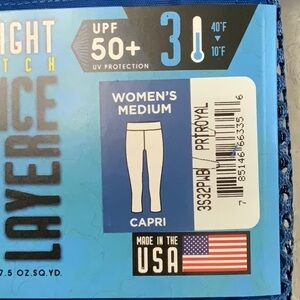 IGHT
TCH
ICE
LAYER
UPF
50+
UV PROTECTION
3
40°F
10°F
WOMEN'S
MEDIUM
CAPRI
3S32PWB / PRTROYAL
7 85146 66335 6
MADE IN THE
USA
7.5 OZ.SQ.YD.